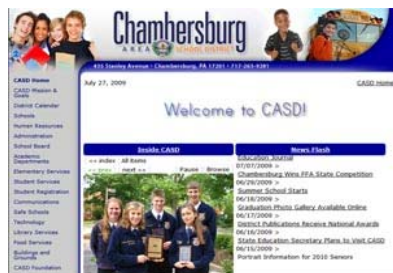 Chambersburg
AREA SCHOOL DISTRICT
435 Stanley Avenue - Chambersburg, PA 17201 - 717-263-9281
CASD Home
CASD Mission & Goals
District Calendar
Schools
Human Resources
Administration
School Board
Academic Departments
Elementary Services
Student Services
Student Registration
Communications
Safe Schools
Technology
Library Services
Food Services
Buildings and Grounds
CASD Foundation
July 27, 2009
CASD Home
Welcome to CASD!
Inside CASD
<< index All Items
<< prev next >> Pause Browse
News Flash
Education Journal
07/07/2009 >
Chambersburg Wins FFA State Competition
06/26/2009 >
Summer School Starts
06/18/2009 >
Graduation Photo Gallery Available Online
06/17/2009 >
District Publications Receive National Awards
06/16/2009 >
State Education Secretary Plans to Visit CASD
06/15/2009 >
Portrait Information for 2010 Seniors